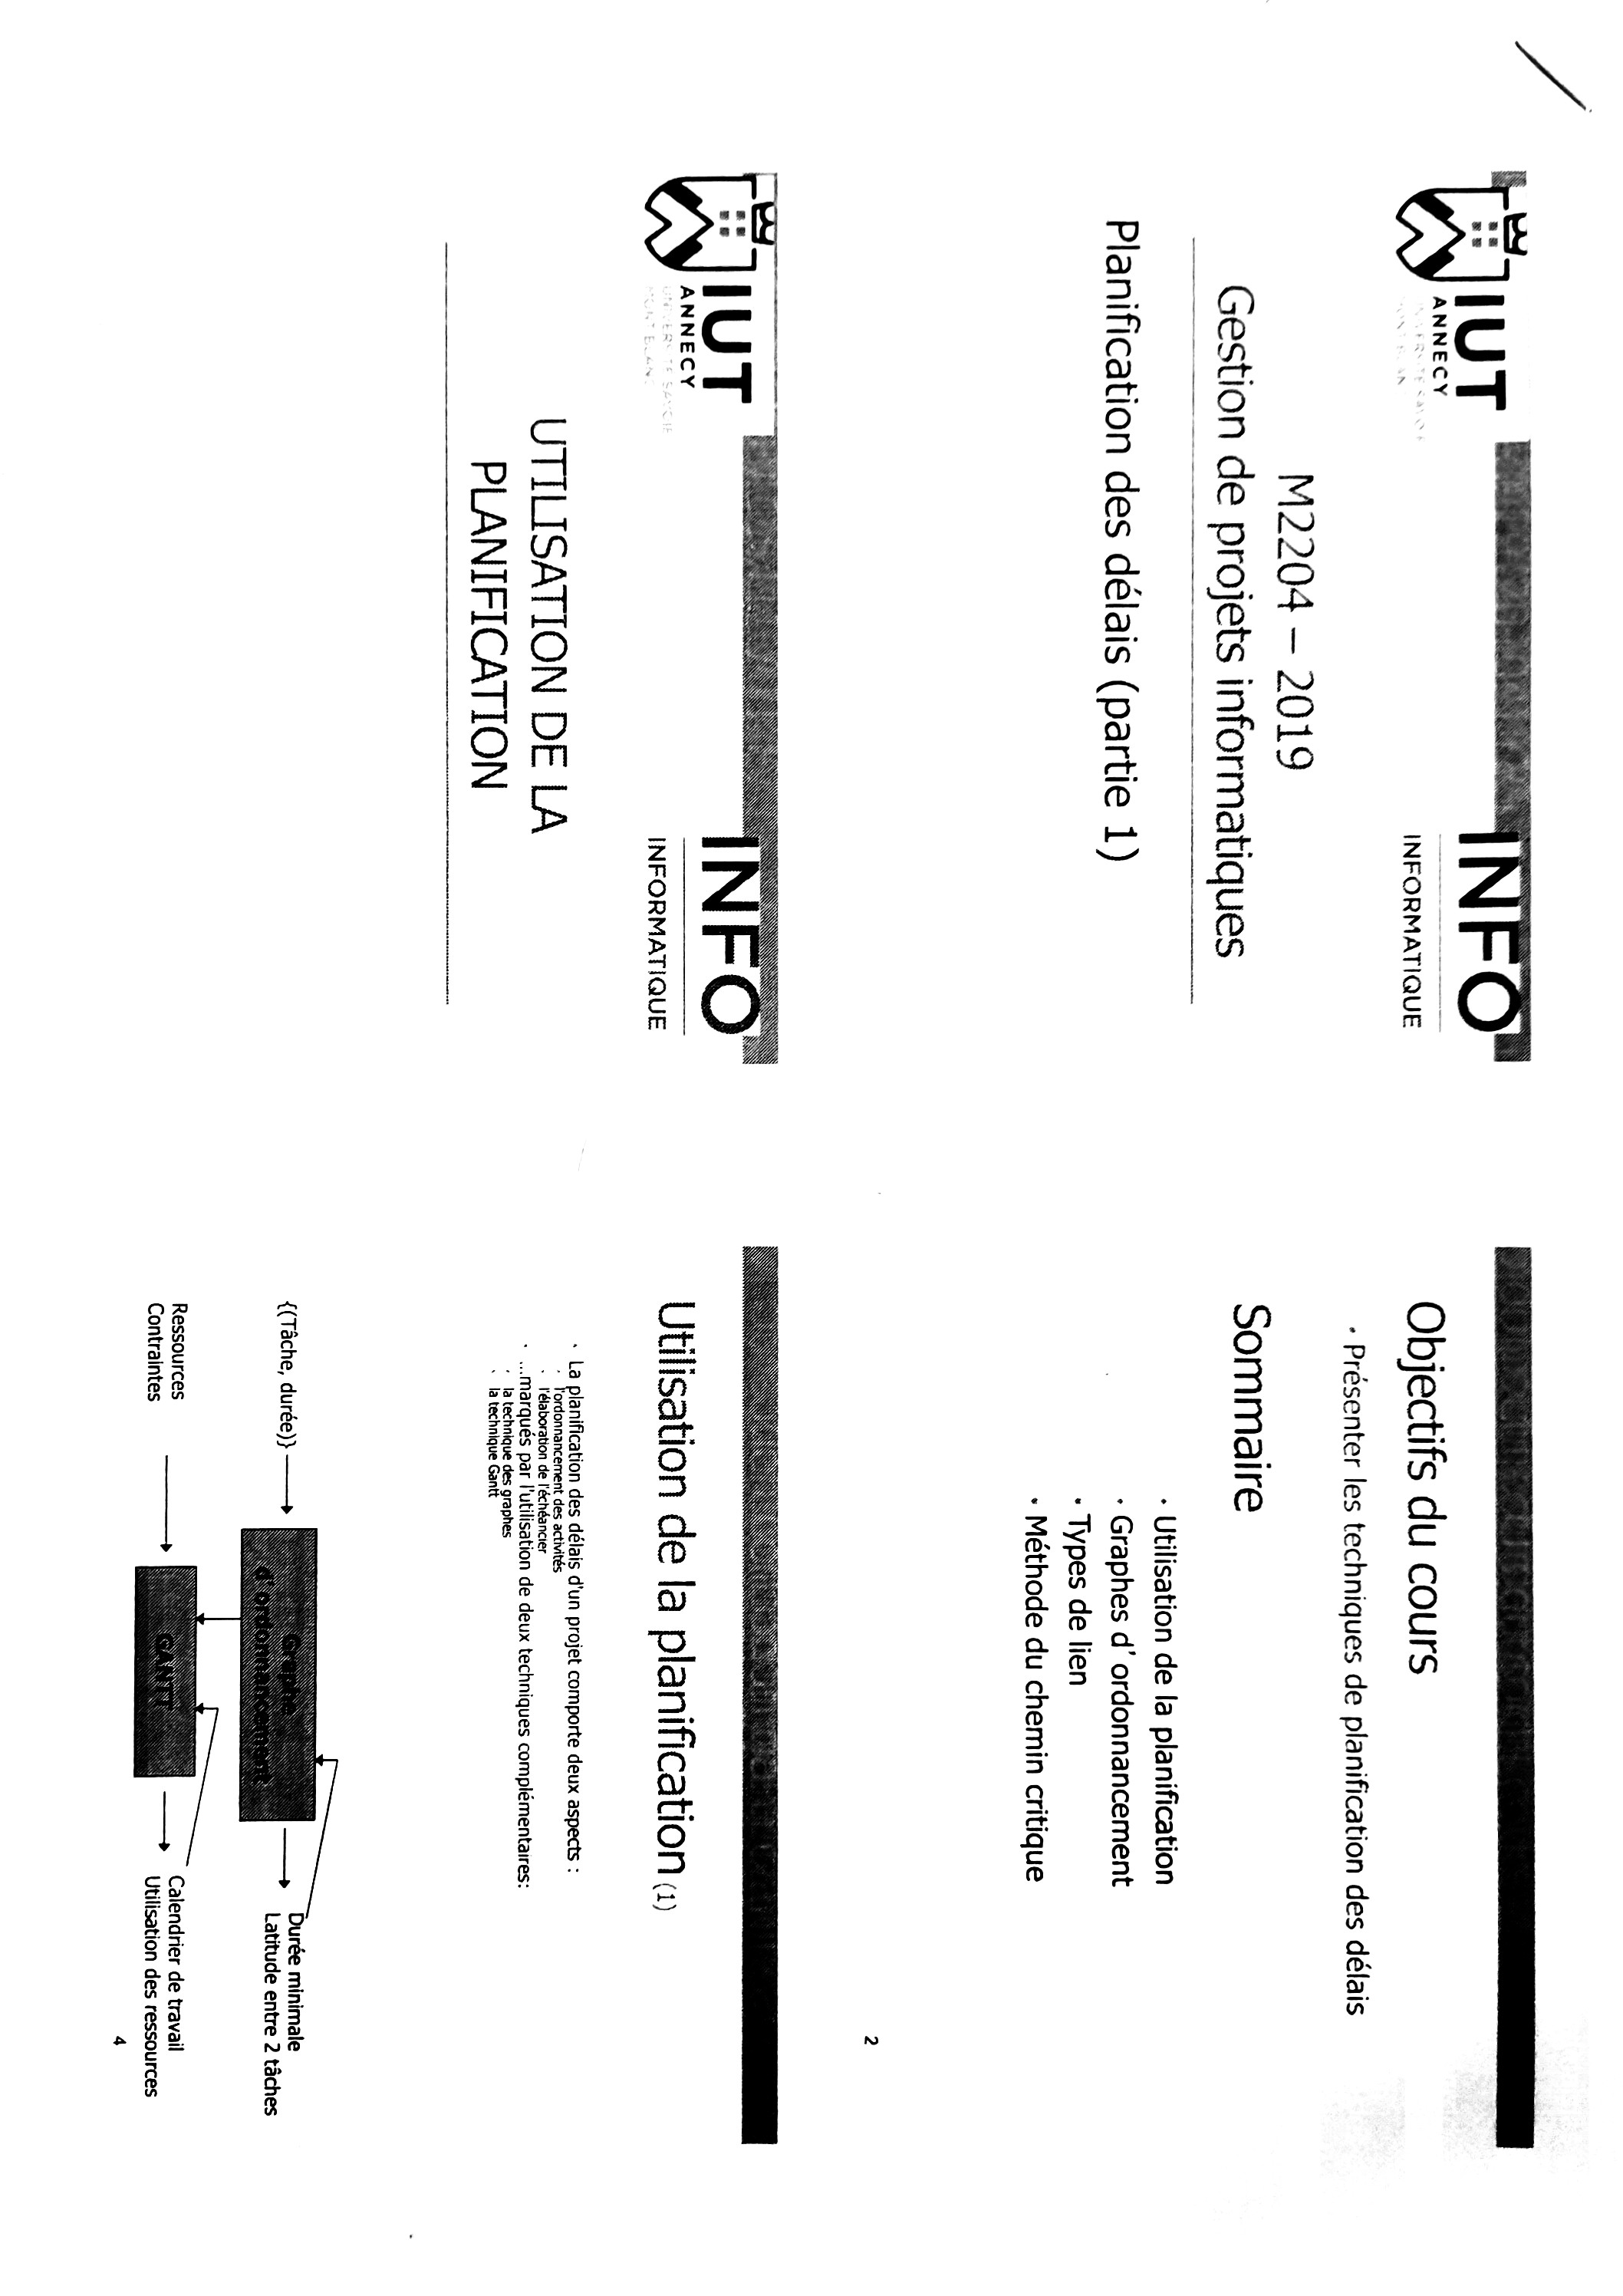 IUT
ANNECY
UNIVERSITÉ SAVOIE
MONT BLANC
INFO
INFORMATIQUE
M2204 – 2019
Gestion de projets informatiques
Planification des délais (partie 1)
Objectifs du cours
• Présenter les techniques de planification des délais
Sommaire
• Utilisation de la planification
• Graphes d' ordonnancement
• Types de lien
• Méthode du chemin critique
2
IUT
ANNECY
UNIVERSITÉ SAVOIE
MONT BLANC
INFO
INFORMATIQUE
UTILISATION DE LA
PLANIFICATION
Utilisation de la planification (1)
• La planification des délais d'un projet comporte deux aspects :
• l'ordonnancement des activités
• l'élaboration de l'échéancier
• ...marqués par l'utilisation de deux techniques complémentaires:
• la technique des graphes
• la technique Gantt
{(Tâche, durée)}
Graphe
d'ordonnancement
Durée minimale
Latitude entre 2 tâches
Ressources
Contraintes
GANTT
Calendrier de travail
Utilisation des ressources
4